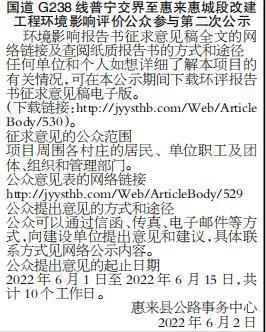 国道 G238 线普宁交界至惠来惠城段改建
工程环境影响评价公众参与第二次公示
环境影响报告书征求意见稿全文的网
络链接及查阅纸质报告书的方式和途径
任何单位和个人如想详细了解本项目的
有关情况,可在本公示期间下载环评报告
书征求意见稿电子版。
(下载链接:http://jyysthb.com/Web/Article
Body/530)。
征求意见的公众范围
项目周围各村庄的居民、单位职工及团
体、组织和管理部门。
公众意见表的网络链接
http://jyysthb.com/Web/ArticleBody/529
公众提出意见的方式和途径
公众可以通过信函、传真、电子邮件等方
式,向建设单位提出意见和建议,具体联
系方式见网络公示内容。
公众提出意见的起止日期
2022 年 6 月 1 日至 2022 年 6 月 15 日,共
计 10 个工作日。
惠来县公路事务中心
2022 年 6 月 2 日